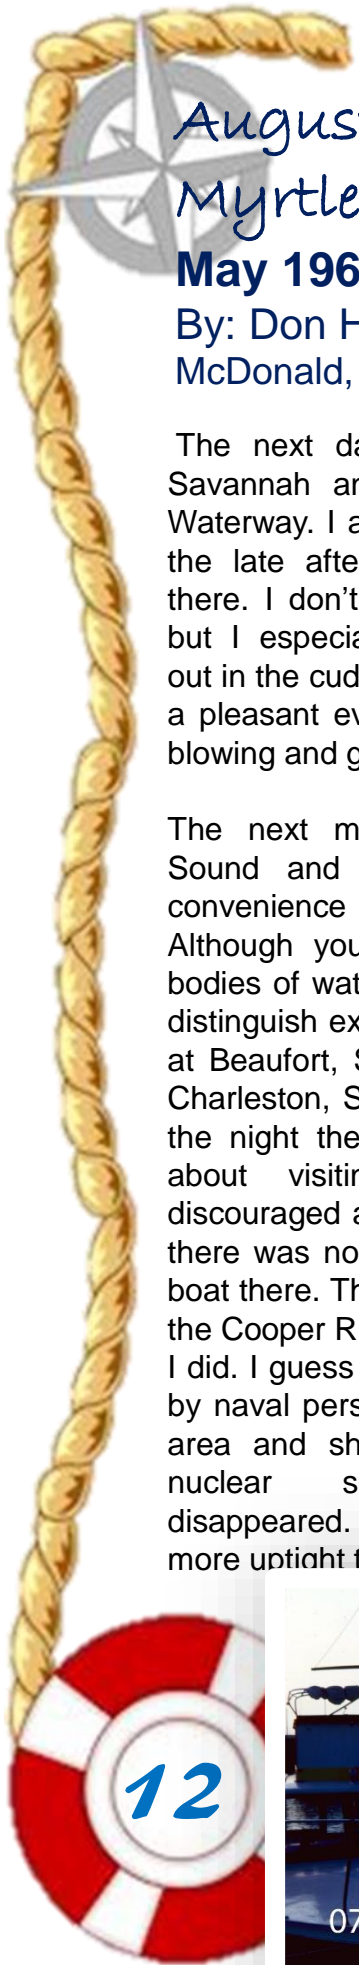 Augus
Myrtle
May 196
By: Don H
McDonald,
The next da
Savannah an
Waterway. I a
the late afte
there. I don't
but I especia
out in the cud
a pleasant ev
blowing and g
The next m
Sound and
convenience
Although you
bodies of wat
distinguish ex
at Beaufort, S
Charleston, S
the night the
about visitin
discouraged a
there was no
boat there. Th
the Cooper R
I did. I guess
by naval pers
area and sh
nuclear s
disappeared.
more uptight t
12
07